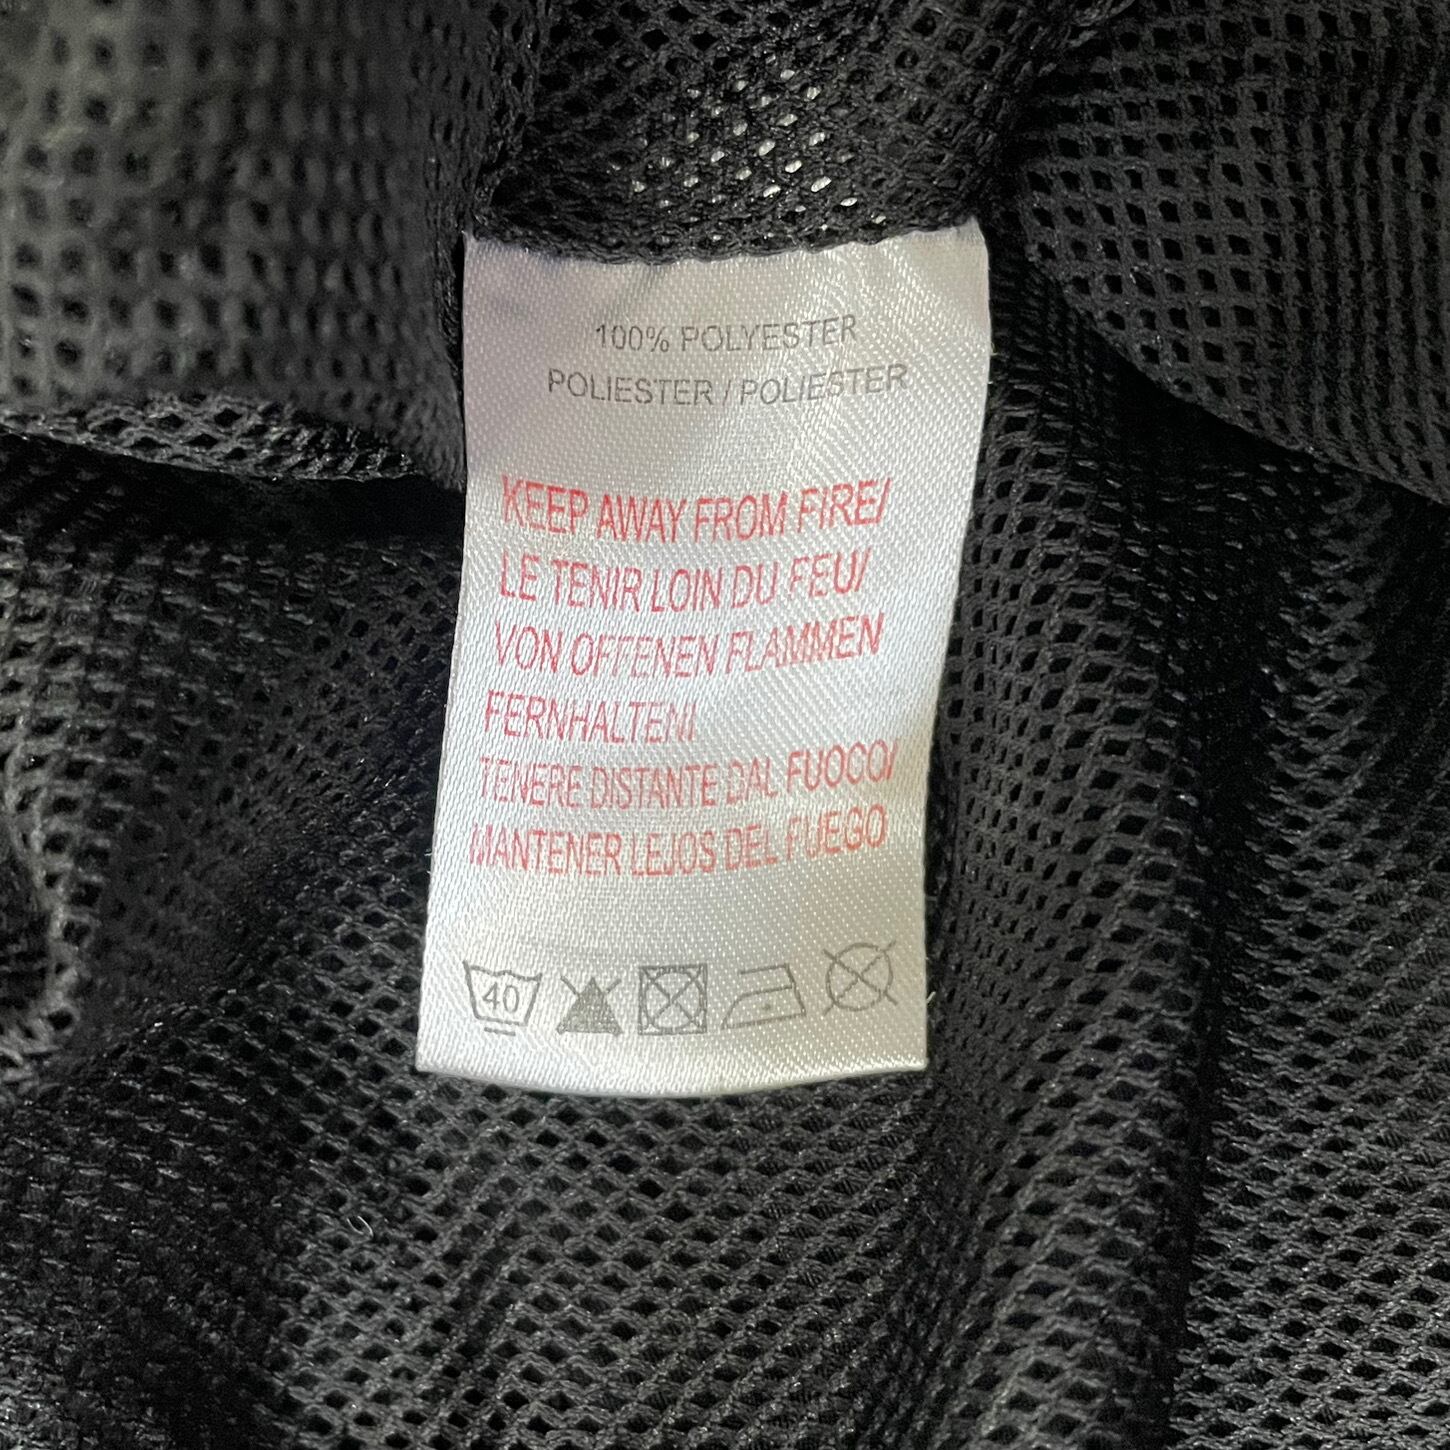 100% POLYESTER
POLIESTER / POLIESTER
KEEP AWAY FROM FIRE/
LE TENIR LOIN DU FEU/
VON OFFENEN FLAMMEN
FERNHALTEN/
TENERE DISTANTE DAL FUOCO/
MANTENER LEJOS DEL FUEGO
40